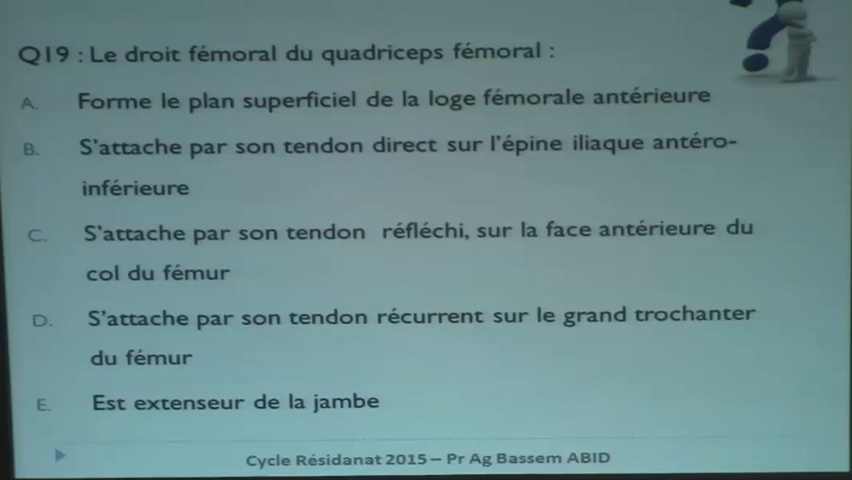 Q19 : Le droit fémoral du quadriceps fémoral :
A. Forme le plan superficiel de la loge fémorale antérieure
B. S'attache par son tendon direct sur l'épine iliaque antéro-
inférieure
C. S'attache par son tendon réfléchi, sur la face antérieure du
col du fémur
D. S'attache par son tendon récurrent sur le grand trochanter
du fémur
E. Est extenseur de la jambe
Cycle Résidanat 2015 – Pr Ag Bassem ABID